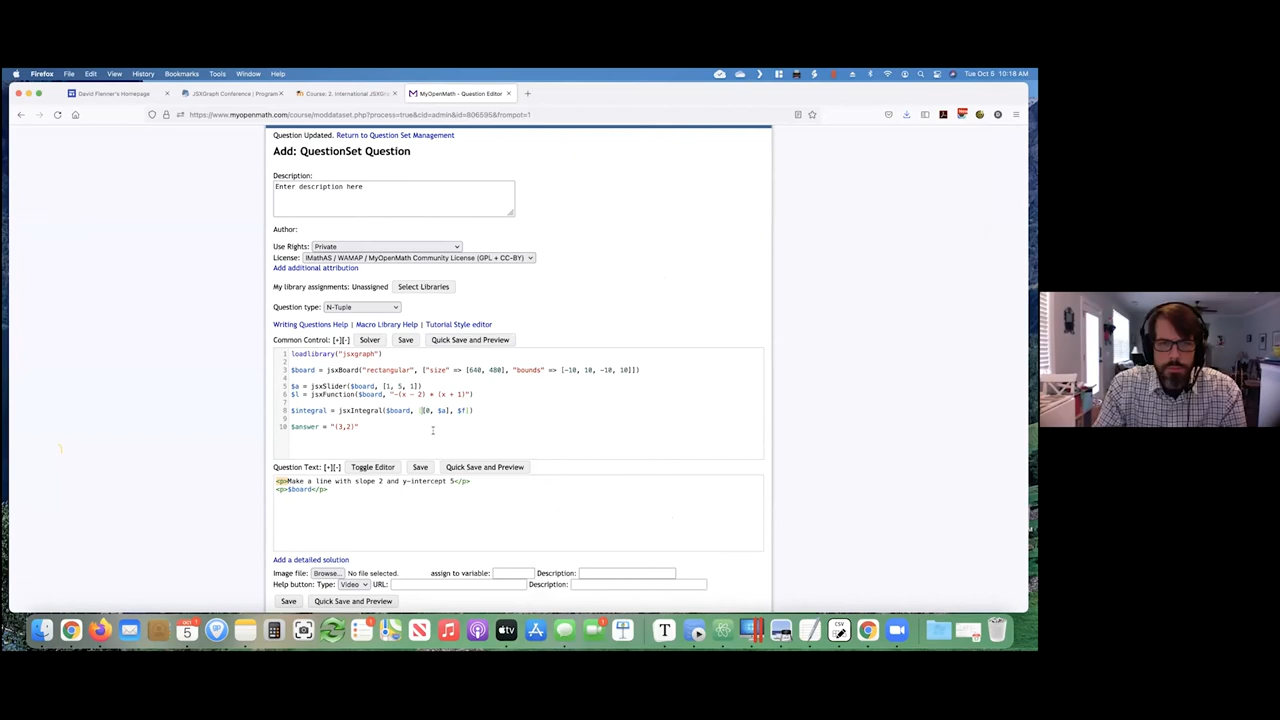 Firefox File Edit View History Bookmarks Tools Window Help Tue Oct 5 10:18 AM
David Flenner's Homepage × JSXGraph Conference | Program × Course: 2. International JSXGra × MyOpenMath - Question Editor × +
https://www.myopenmath.com/course/moddataset.php?process=true&cid=admin&id=806595&frompot=1
Question Updated. Return to Question Set Management
Add: QuestionSet Question
Description:
Enter description here
Author:
Use Rights: Private
License: IMathAS / WAMAP / MyOpenMath Community License (GPL + CC-BY)
Add additional attribution
My library assignments: Unassigned Select Libraries
Question type: N-Tuple
Writing Questions Help | Macro Library Help | Tutorial Style editor
Common Control: [+][-] Solver Save Quick Save and Preview
1 loadlibrary("jsxgraph")
2
3 $board = jsxBoard("rectangular", ["size" => [640, 480], "bounds" => [-10, 10, -10, 10]])
4
5 $a = jsxSlider($board, [1, 5, 1])
6 $l = jsxFunction($board, "-(x - 2) * (x + 1)")
7
8 $integral = jsxIntegral($board, [[0, $a], $f])
9
10 $answer = "(3,2)"
Question Text: [+][-] Toggle Editor Save Quick Save and Preview
<p>Make a line with slope 2 and y-intercept 5</p>
<p>$board</p>
Add a detailed solution
Image file: Browse... No file selected. assign to variable: Description:
Help button: Type: Video URL: Description:
Save Quick Save and Preview